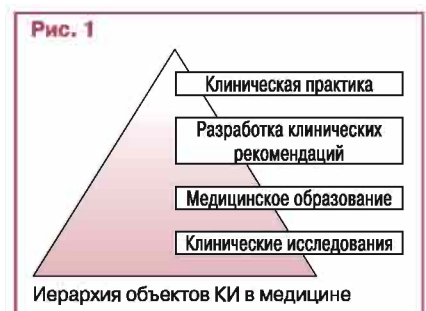 Рис. 1
Клиническая практика
Разработка клинических
рекомендаций
Медицинское образование
Клинические исследования
Иерархия объектов КИ в медицине